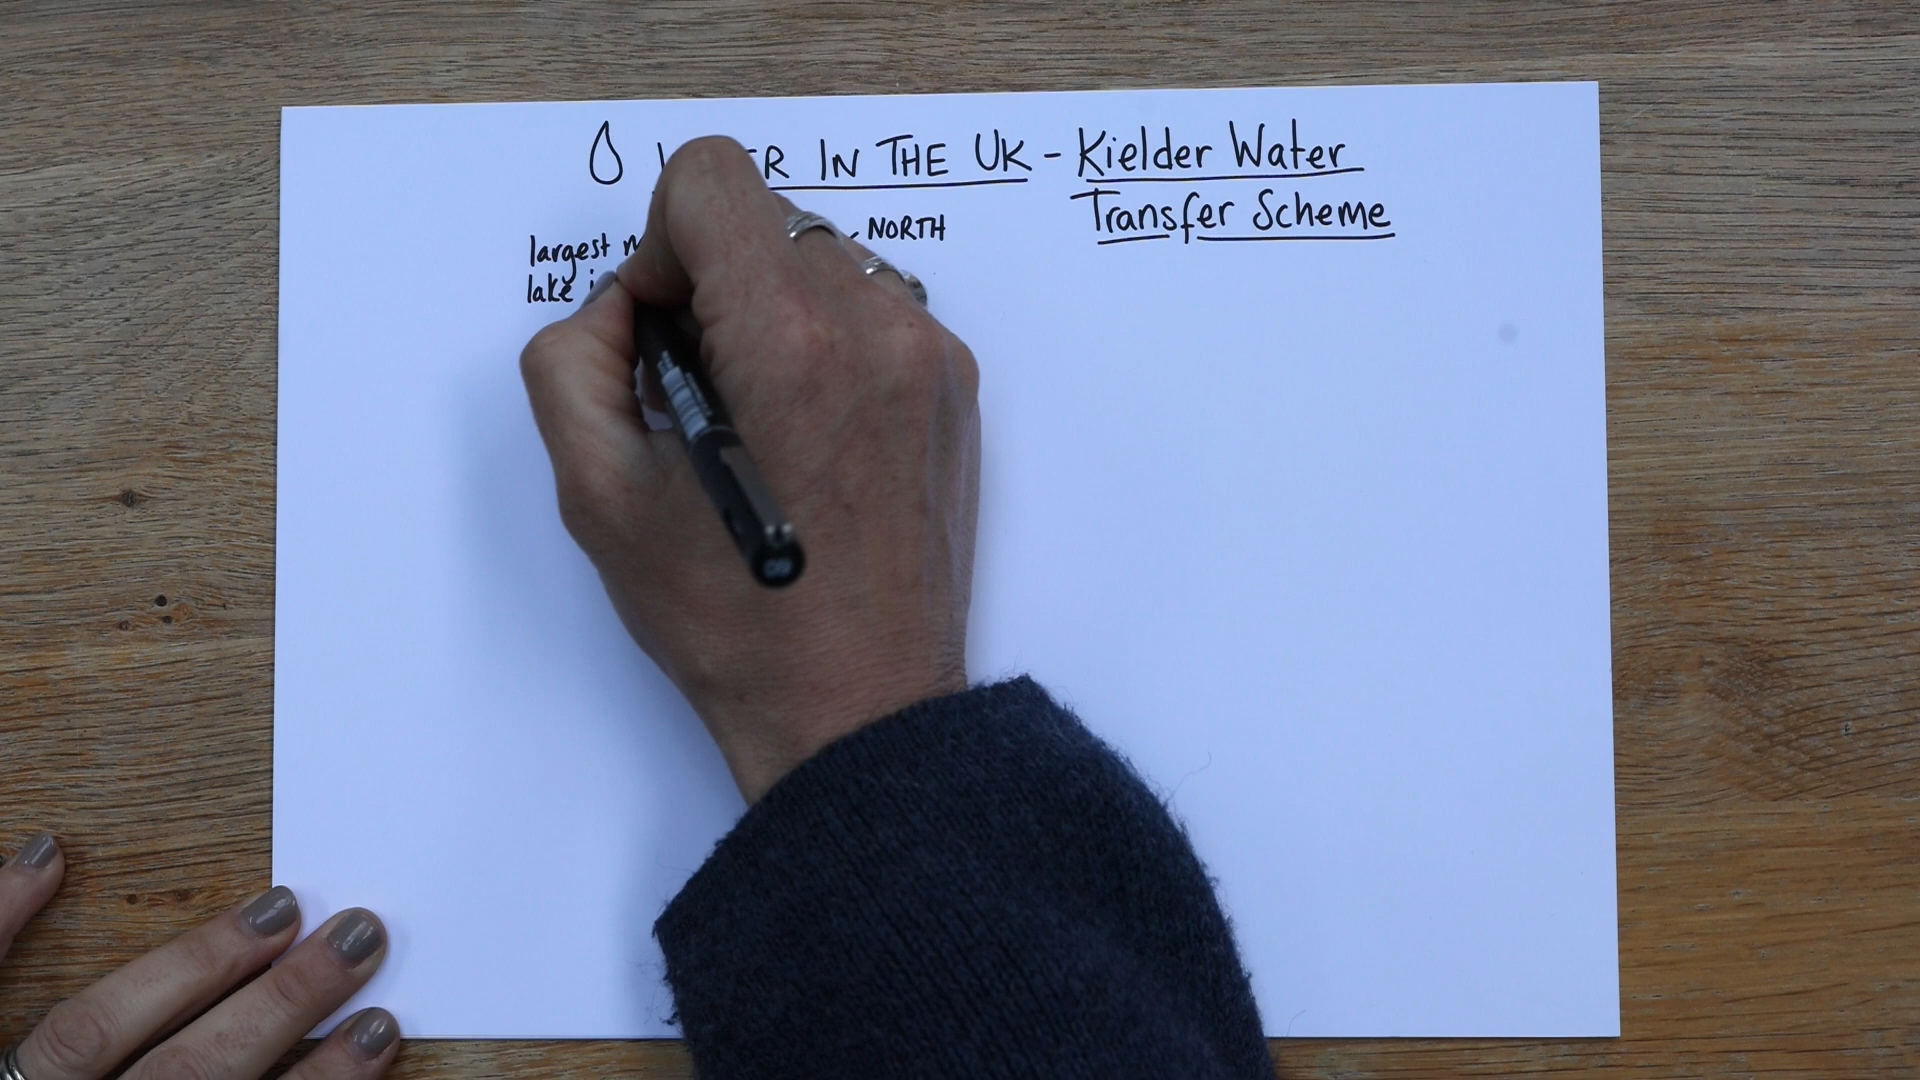 IN THE UK - Kielder Water
Transfer Scheme
NORTH
largest
lake